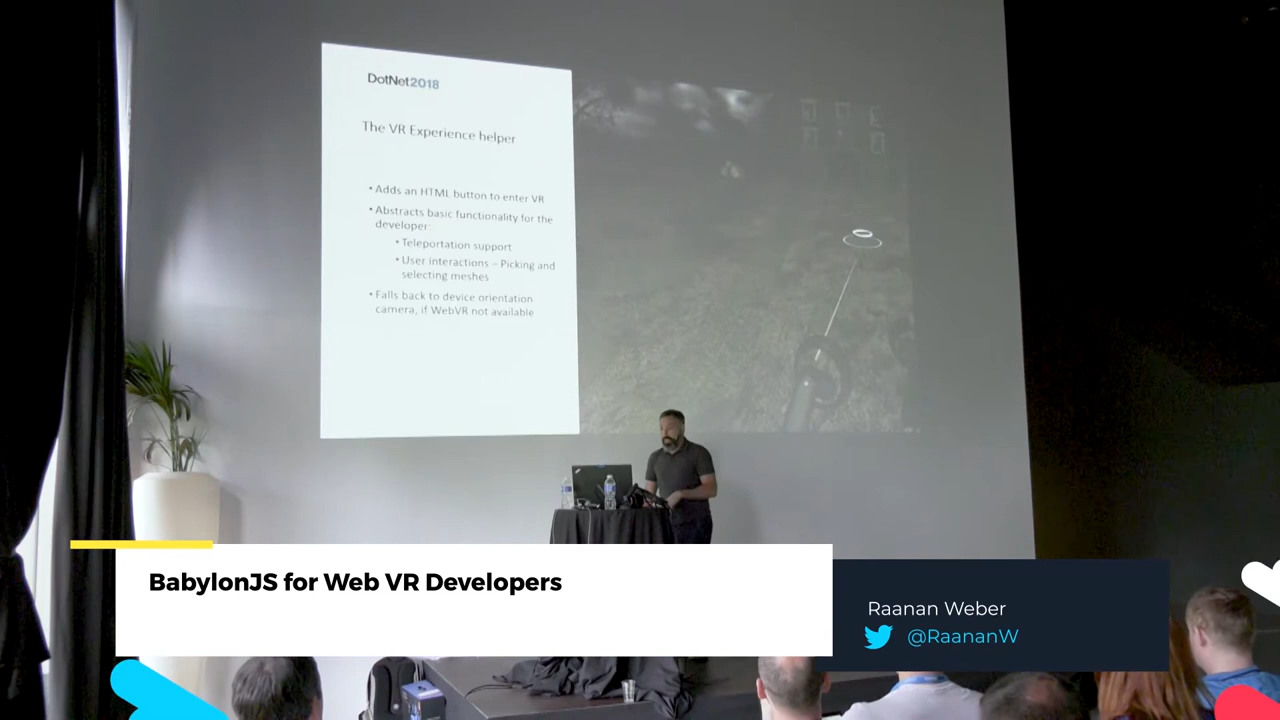 DotNet2018
The VR Experience helper
• Adds an HTML button to enter VR
• Abstracts basic functionality for the
developer:
• Teleportation support
• User interactions – Picking and
selecting meshes
• Falls back to device orientation
camera, if WebVR not available
BabylonJS for Web VR Developers
Raanan Weber
@RaananW